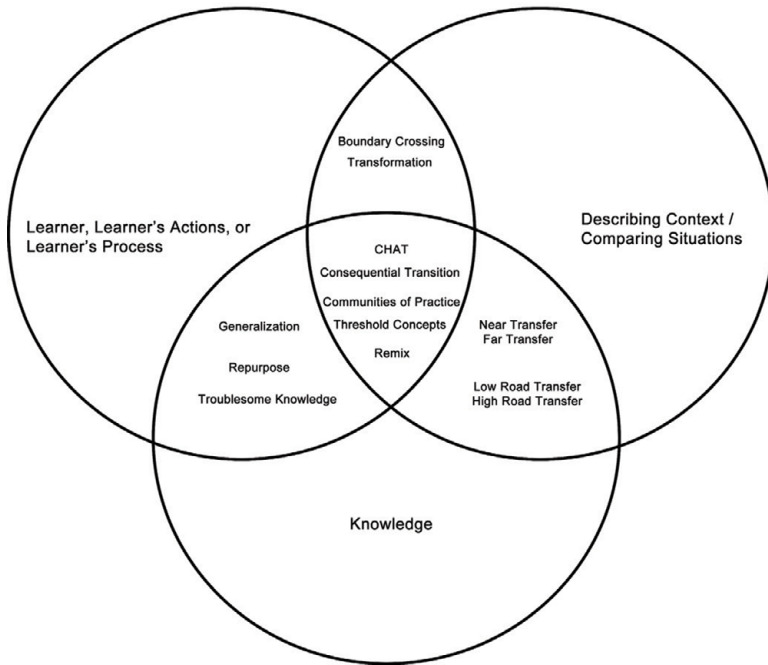 Boundary Crossing
Transformation
Learner, Learner's Actions, or
Learner's Process
Describing Context /
Comparing Situations
CHAT
Consequential Transition
Communities of Practice
Threshold Concepts
Remix
Generalization
Repurpose
Troublesome Knowledge
Near Transfer
Far Transfer
Low Road Transfer
High Road Transfer
Knowledge